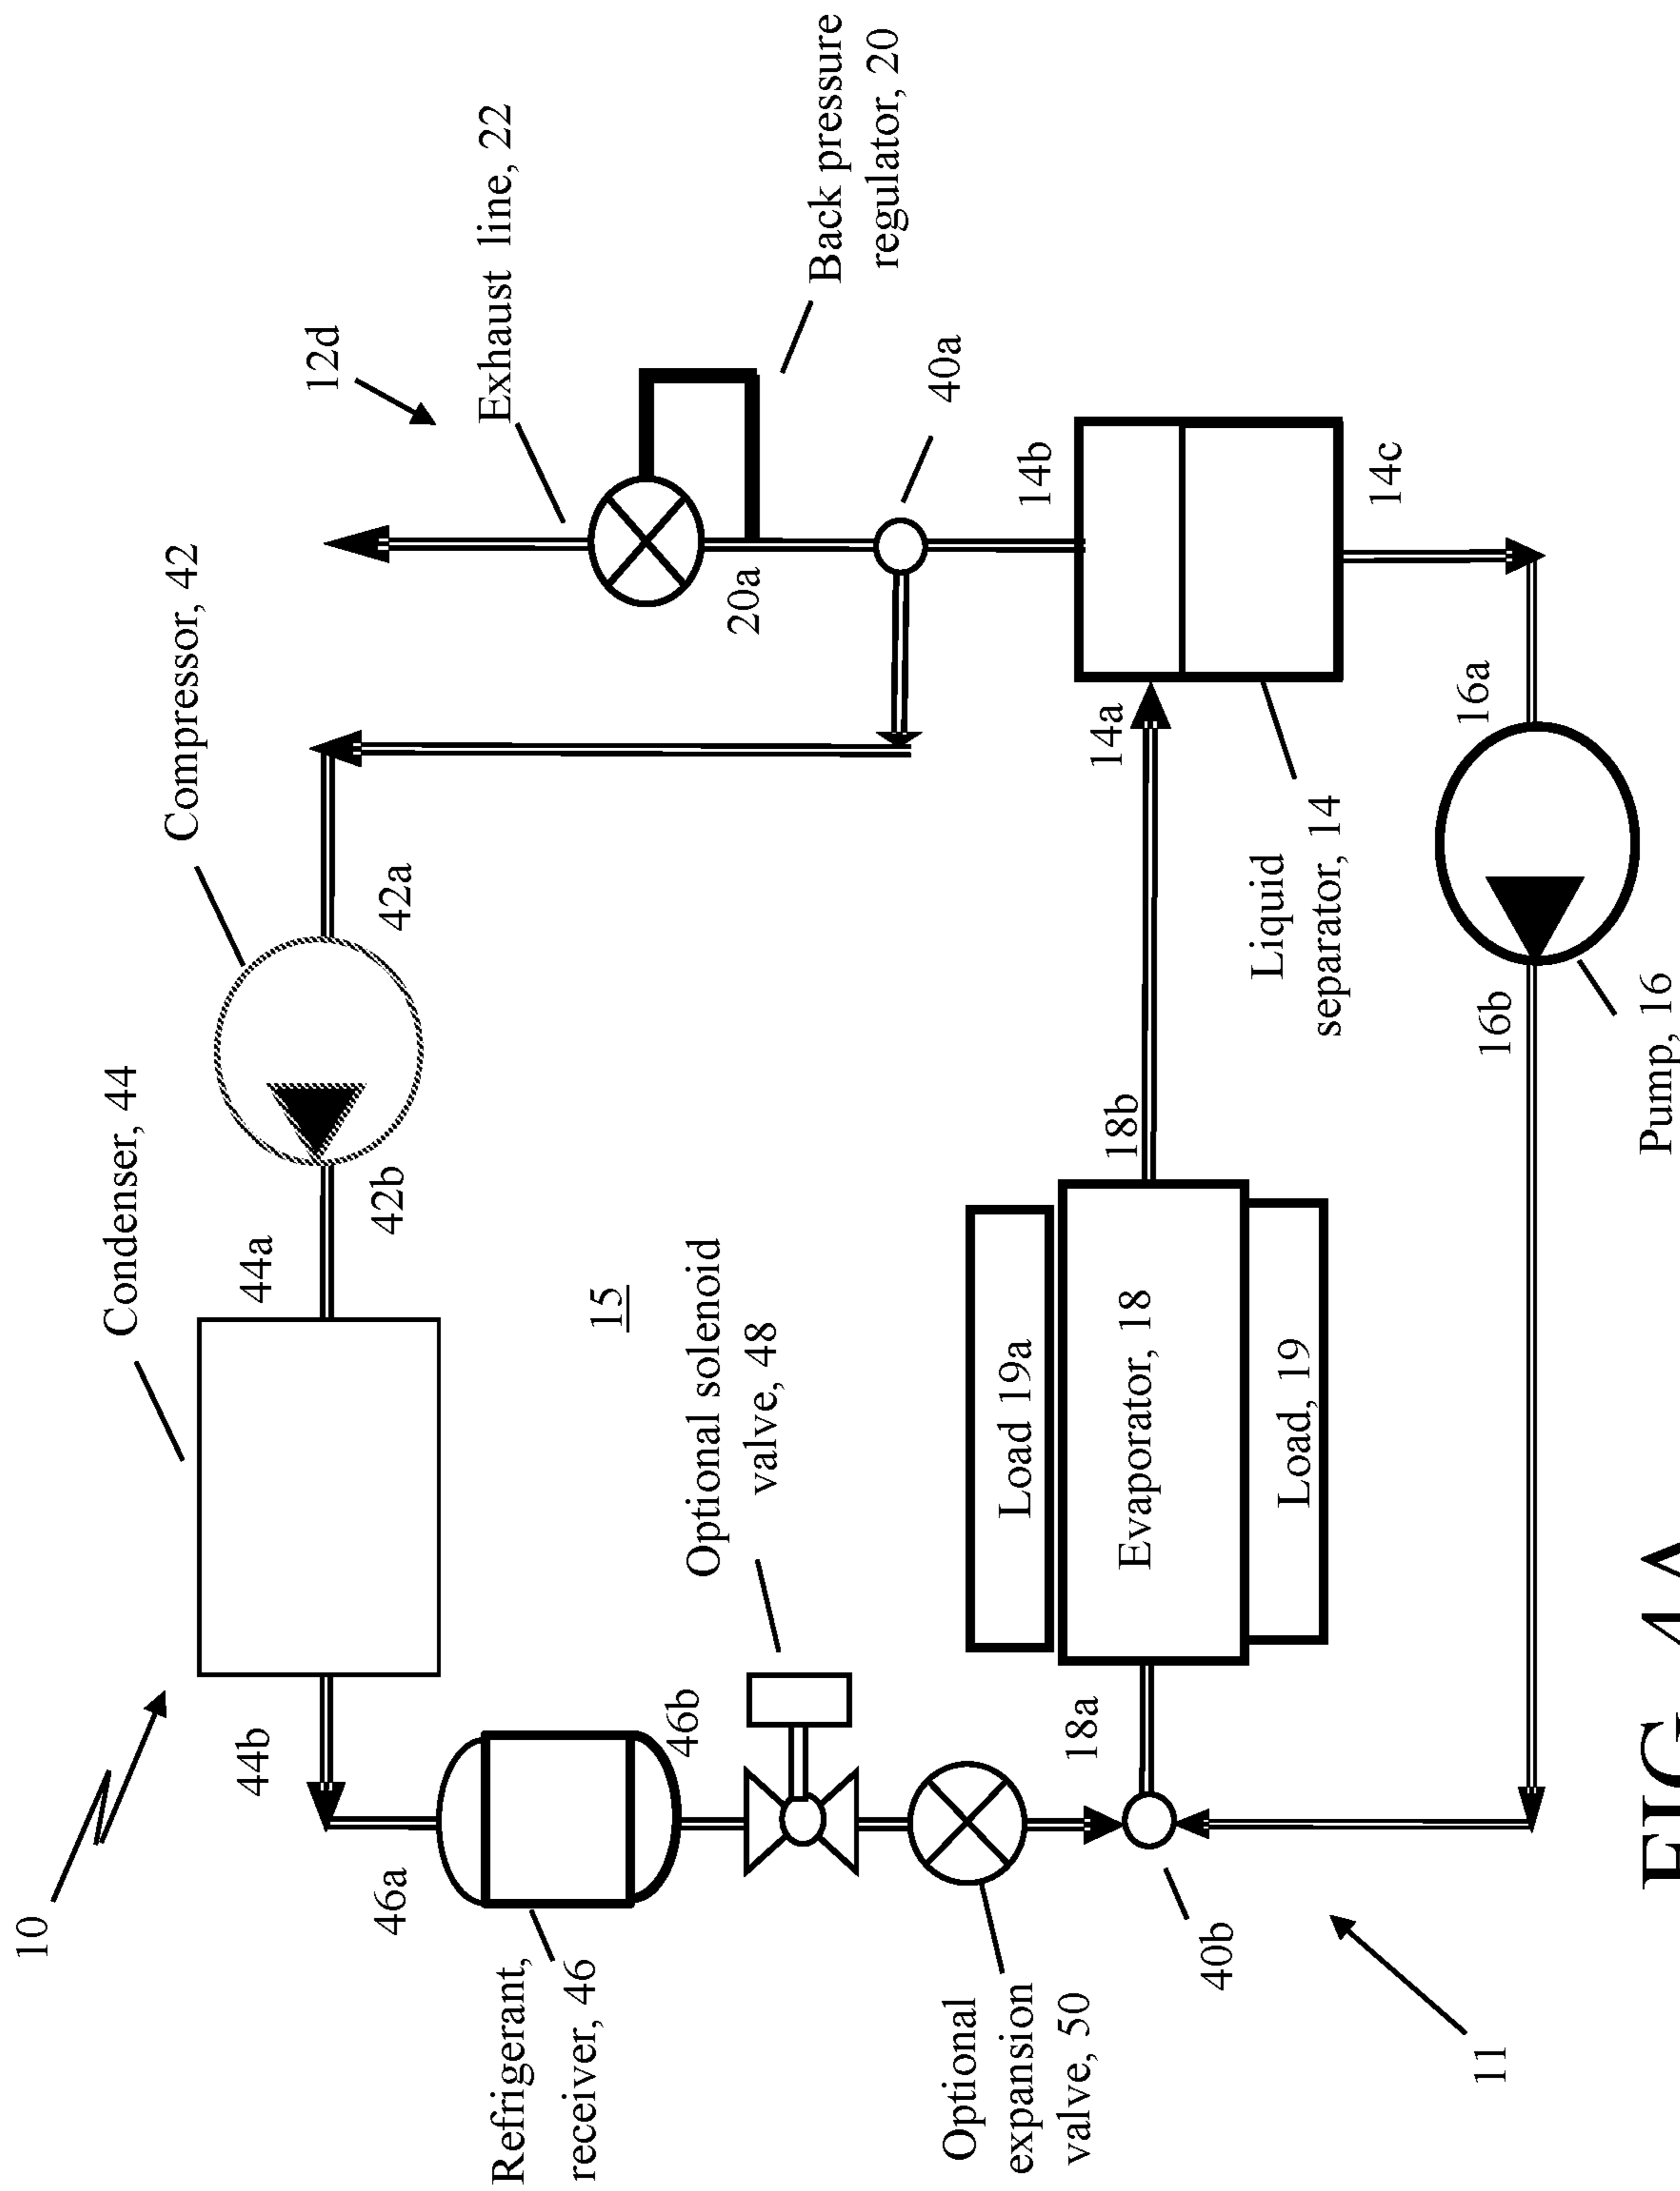 10
Condenser, 44
Compressor, 42
44b
44a
12d
46a
42b
42a
Exhaust line, 22
Refrigerant,
receiver, 46
15
46b
Optional solenoid
valve, 48
20a
Back pressure
regulator, 20
40a
Optional
expansion
valve, 50
Load 19a
14b
18a
14a
18b
Evaporator, 18
40b
Liquid
separator, 14
Load, 19
14c
16a
11
16b
Pump, 16
FIG. 4A